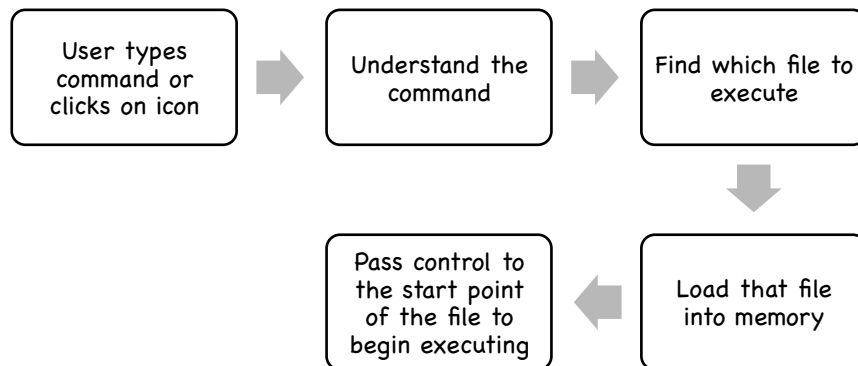 User types
command or
clicks on icon
Understand the
command
Find which file to
execute
Load that file
into memory
Pass control to
the start point
of the file to
begin executing